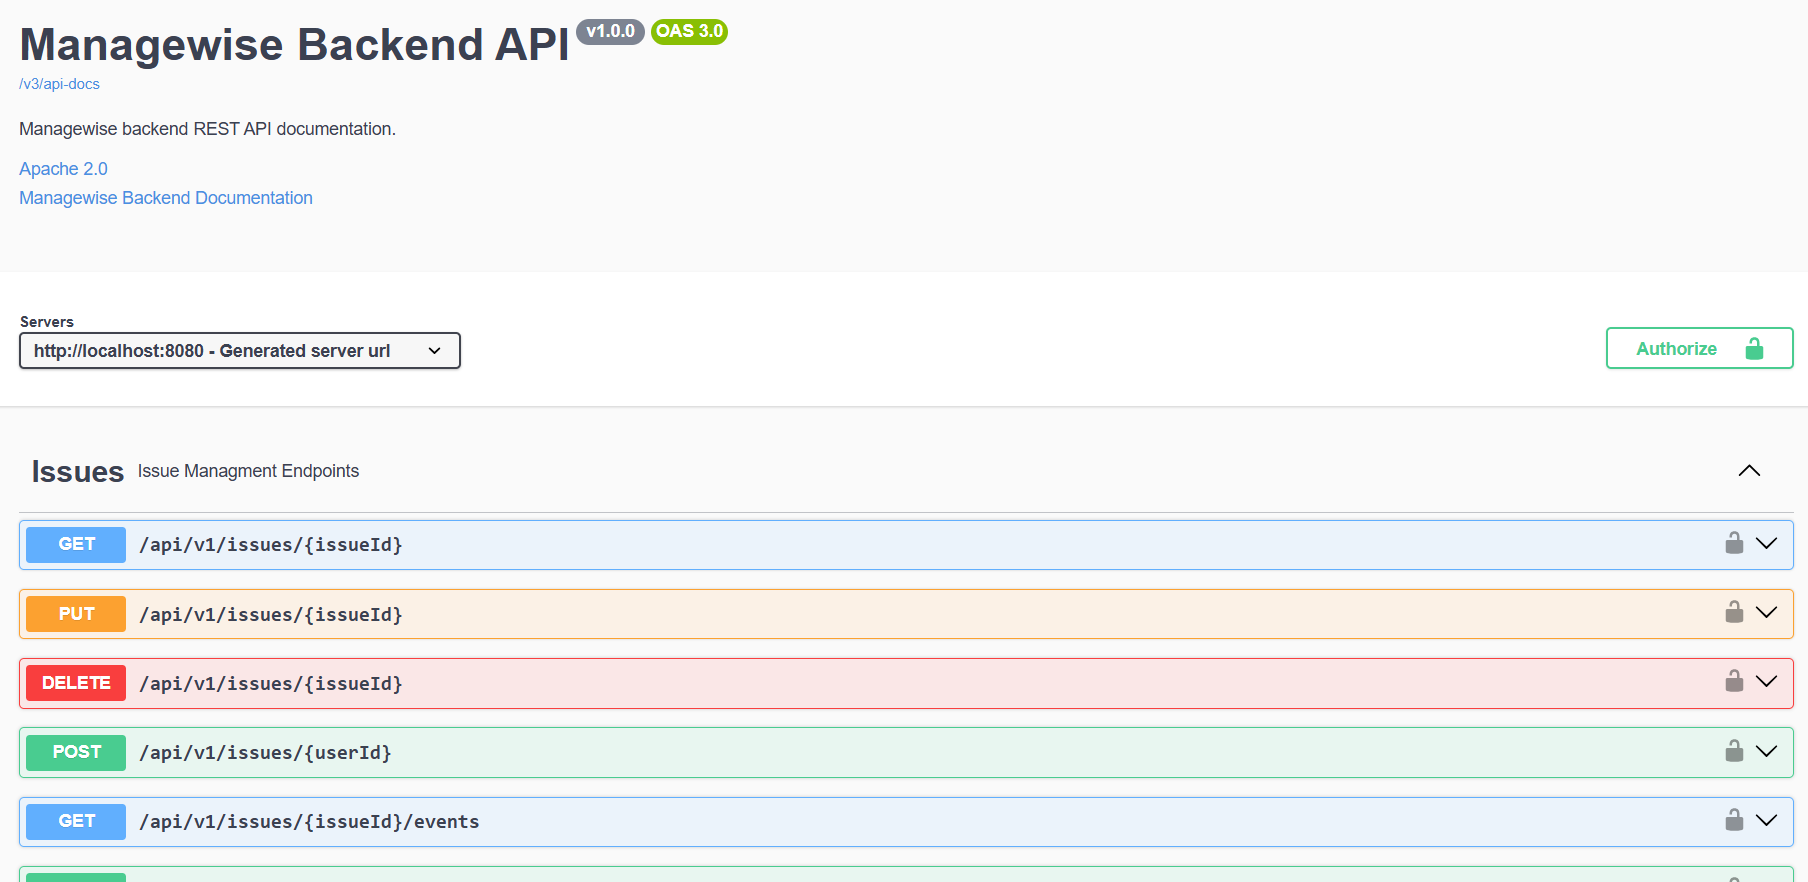 Managewise Backend API v1.0.0 OAS 3.0
/v3/api-docs
Managewise backend REST API documentation.
Apache 2.0
Managewise Backend Documentation
Servers
http://localhost:8080 - Generated server url
Authorize
Issues Issue Managment Endpoints
GET /api/v1/issues/{issueId}
PUT /api/v1/issues/{issueId}
DELETE /api/v1/issues/{issueId}
POST /api/v1/issues/{userId}
GET /api/v1/issues/{issueId}/events